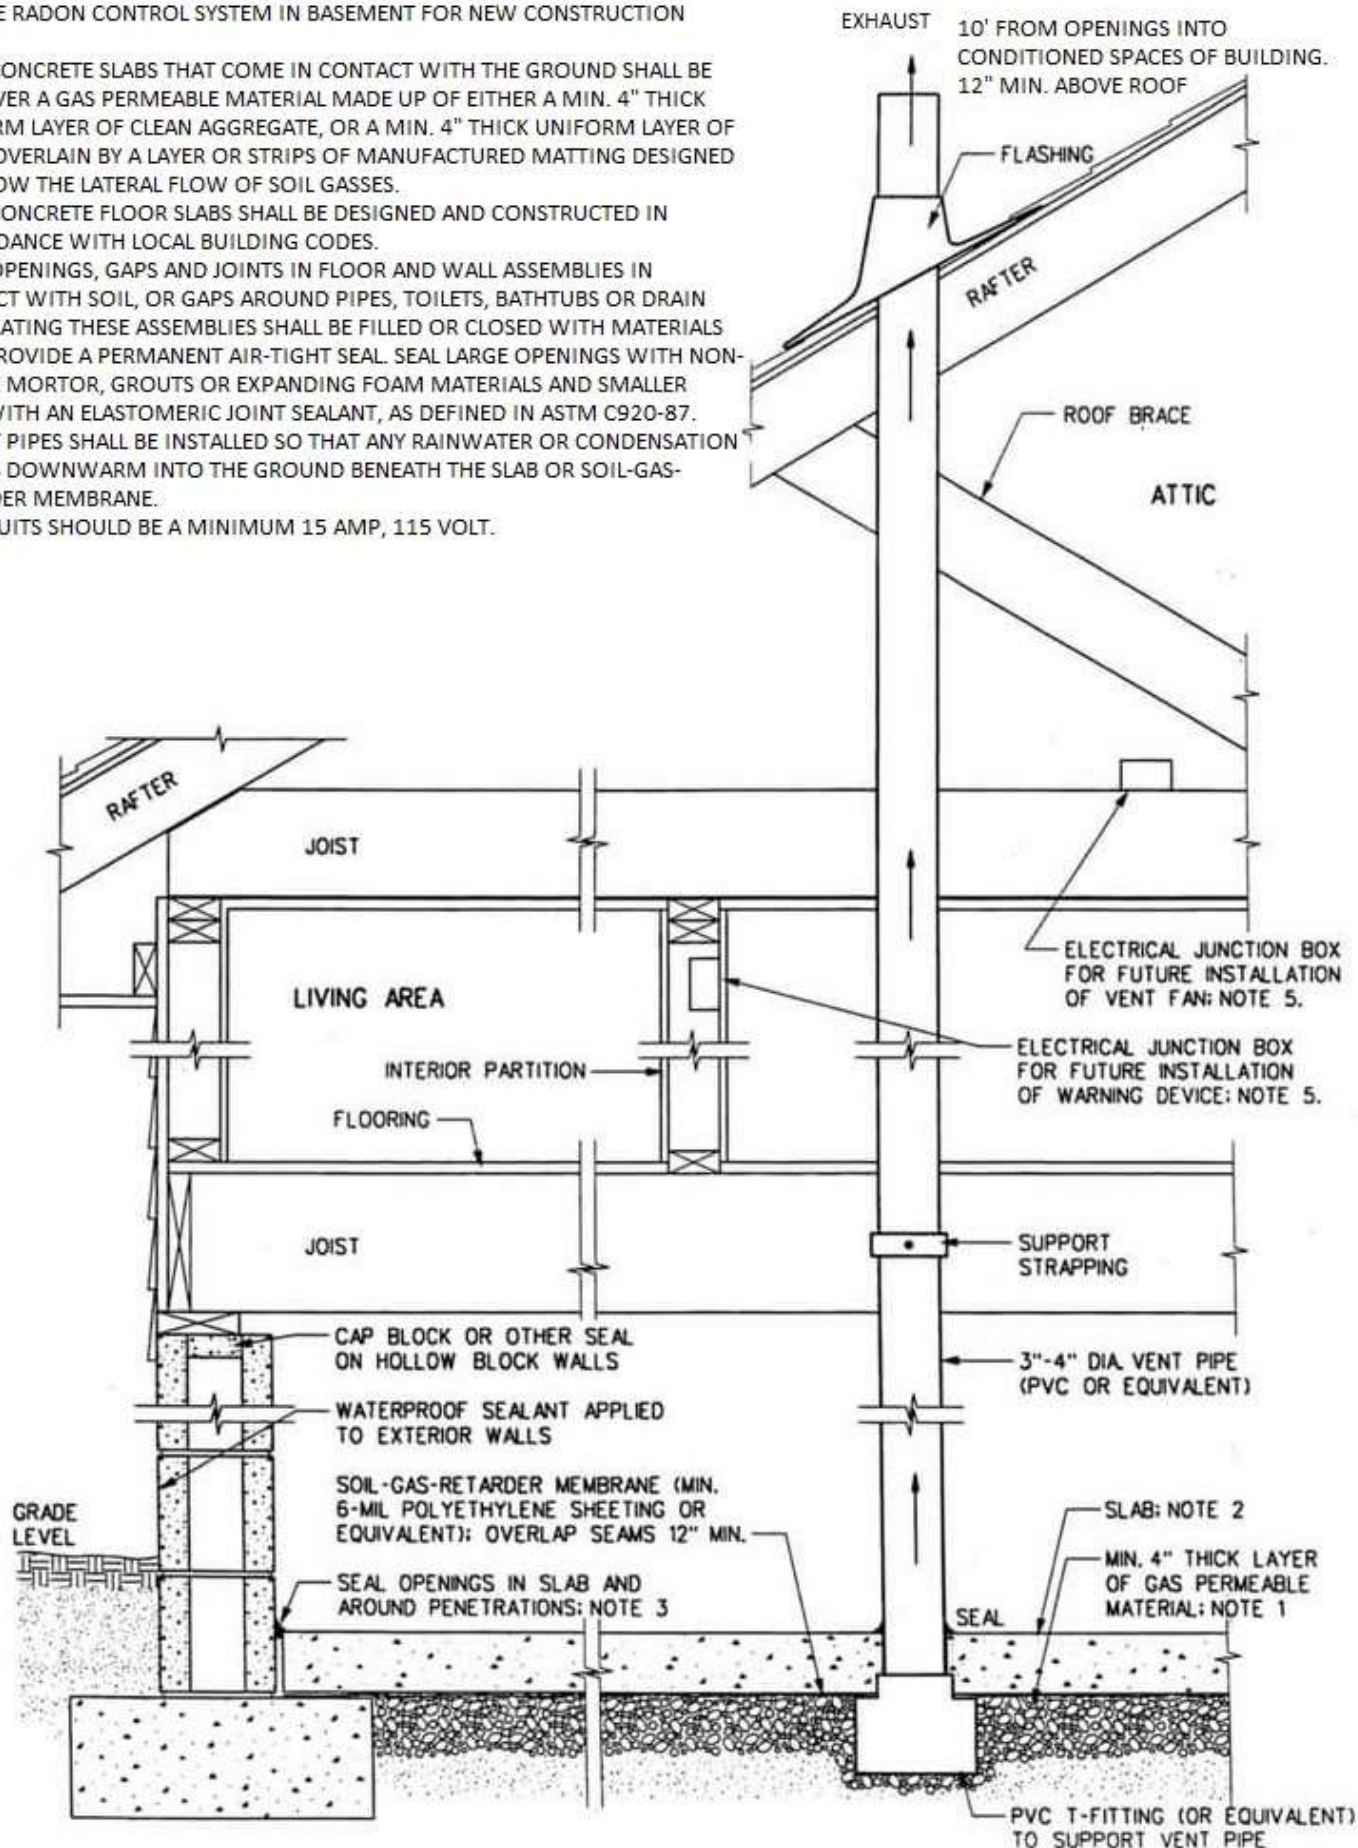 E RADON CONTROL SYSTEM IN BASEMENT FOR NEW CONSTRUCTION
ONCRETE SLABS THAT COME IN CONTACT WITH THE GROUND SHALL BE
VER A GAS PERMEABLE MATERIAL MADE UP OF EITHER A MIN. 4" THICK
RM LAYER OF CLEAN AGGREGATE, OR A MIN. 4" THICK UNIFORM LAYER OF
OVERLAIN BY A LAYER OR STRIPS OF MANUFACTURED MATTING DESIGNED
OW THE LATERAL FLOW OF SOIL GASSES.
ONCRETE FLOOR SLABS SHALL BE DESIGNED AND CONSTRUCTED IN
DANCE WITH LOCAL BUILDING CODES.
OPENINGS, GAPS AND JOINTS IN FLOOR AND WALL ASSEMBLIES IN
CT WITH SOIL, OR GAPS AROUND PIPES, TOILETS, BATHTUBS OR DRAIN
ATING THESE ASSEMBLIES SHALL BE FILLED OR CLOSED WITH MATERIALS
ROVIDE A PERMANENT AIR-TIGHT SEAL. SEAL LARGE OPENINGS WITH NON-
MORTOR, GROUTS OR EXPANDING FOAM MATERIALS AND SMALLER
WITH AN ELASTOMERIC JOINT SEALANT, AS DEFINED IN ASTM C920-87.
T PIPES SHALL BE INSTALLED SO THAT ANY RAINWATER OR CONDENSATION
S DOWNWARM INTO THE GROUND BENEATH THE SLAB OR SOIL-GAS-
DER MEMBRANE.
UITS SHOULD BE A MINIMUM 15 AMP, 115 VOLT.
EXHAUST
10' FROM OPENINGS INTO
CONDITIONED SPACES OF BUILDING.
12" MIN. ABOVE ROOF
FLASHING
RAFTER
ROOF BRACE
ATTIC
RAFTER
JOIST
ELECTRICAL JUNCTION BOX
FOR FUTURE INSTALLATION
OF VENT FAN; NOTE 5.
LIVING AREA
ELECTRICAL JUNCTION BOX
FOR FUTURE INSTALLATION
OF WARNING DEVICE; NOTE 5.
INTERIOR PARTITION
FLOORING
JOIST
SUPPORT
STRAPPING
CAP BLOCK OR OTHER SEAL
ON HOLLOW BLOCK WALLS
3"-4" DIA. VENT PIPE
(PVC OR EQUIVALENT)
WATERPROOF SEALANT APPLIED
TO EXTERIOR WALLS
SOIL-GAS-RETARDER MEMBRANE (MIN.
6-MIL POLYETHYLENE SHEETING OR
EQUIVALENT); OVERLAP SEAMS 12" MIN.
GRADE
LEVEL
SLAB; NOTE 2
MIN. 4" THICK LAYER
OF GAS PERMEABLE
MATERIAL; NOTE 1
SEAL OPENINGS IN SLAB AND
AROUND PENETRATIONS; NOTE 3
SEAL
PVC T-FITTING (OR EQUIVALENT)
TO SUPPORT VENT PIPE